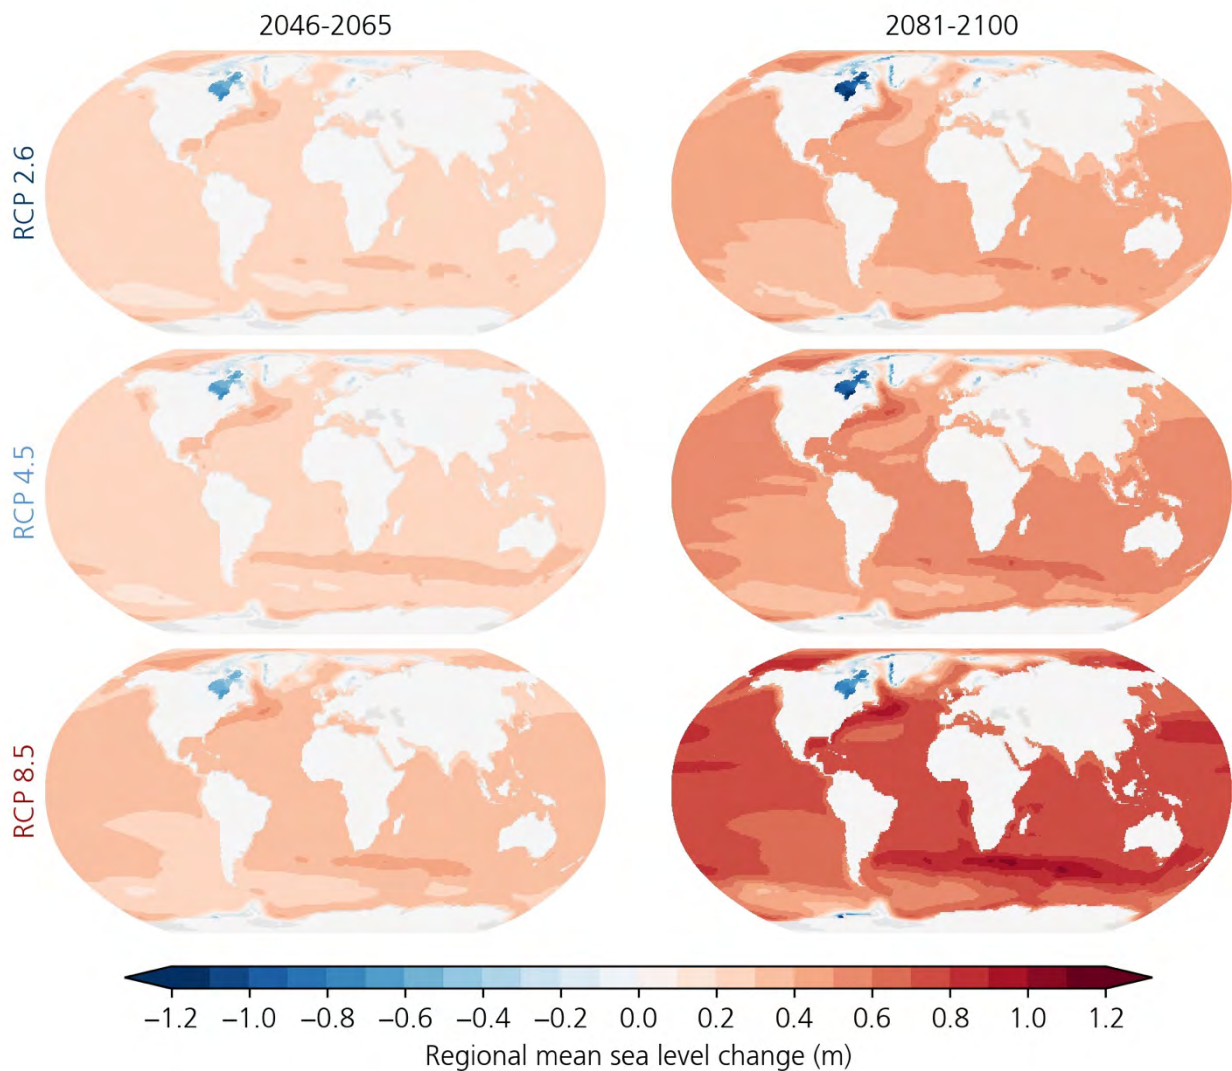 2046-2065
2081-2100
RCP 2.6
RCP 4.5
RCP 8.5
−1.2 −1.0 −0.8 −0.6 −0.4 −0.2 0.0 0.2 0.4 0.6 0.8 1.0 1.2
Regional mean sea level change (m)